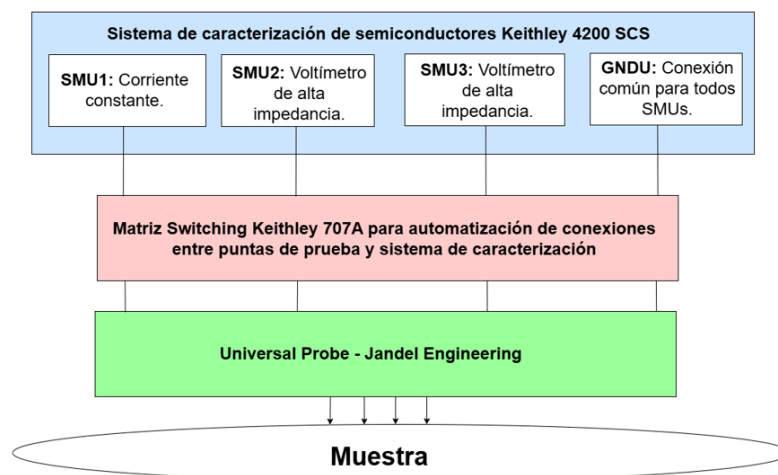 Sistema de caracterización de semiconductores Keithley 4200 SCS
SMU1: Corriente
constante.
SMU2: Voltímetro
de alta
impedancia.
SMU3: Voltímetro
de alta
impedancia.
GNDU: Conexión
común para todos
SMUs.
Matriz Switching Keithley 707A para automatización de conexiones
entre puntas de prueba y sistema de caracterización
Universal Probe - Jandel Engineering
Muestra